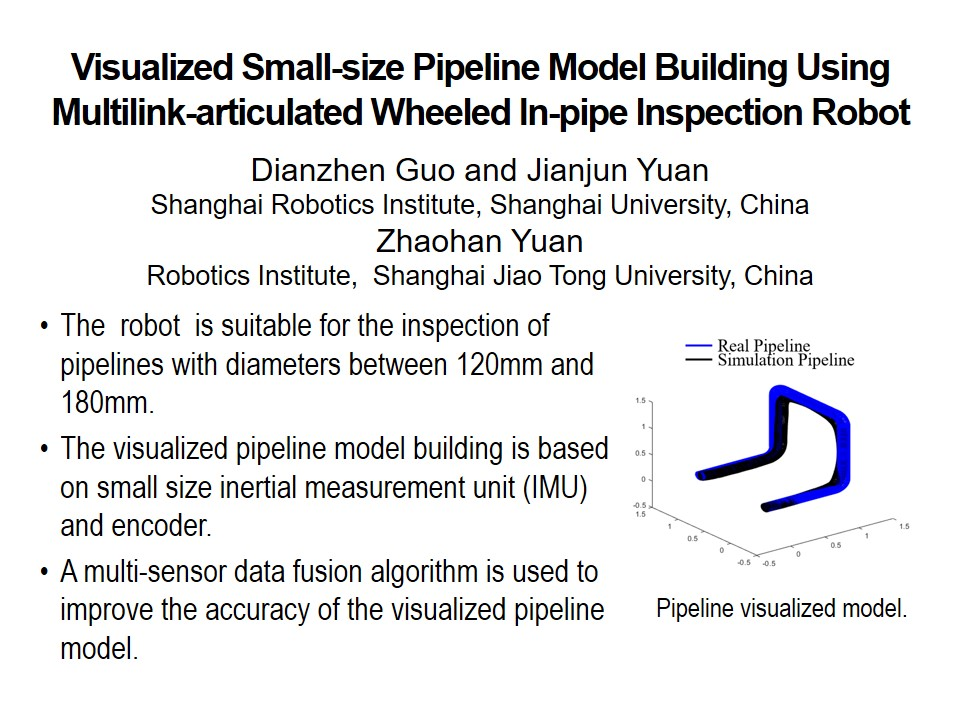 Visualized Small-size Pipeline Model Building Using
Multilink-articulated Wheeled In-pipe Inspection Robot
Dianzhen Guo and Jianjun Yuan
Shanghai Robotics Institute, Shanghai University, China
Zhaohan Yuan
Robotics Institute,  Shanghai Jiao Tong University, China
• The  robot  is suitable for the inspection of
pipelines with diameters between 120mm and
180mm.
• The visualized pipeline model building is based
on small size inertial measurement unit (IMU)
and encoder.
• A multi-sensor data fusion algorithm is used to
improve the accuracy of the visualized pipeline
model.
Real Pipeline
Simulation Pipeline
1.5
1
0.5
0
-0.5
1.5
1
0.5
0
-0.5
-0.5
0
0.5
1
1.5
Pipeline visualized model.